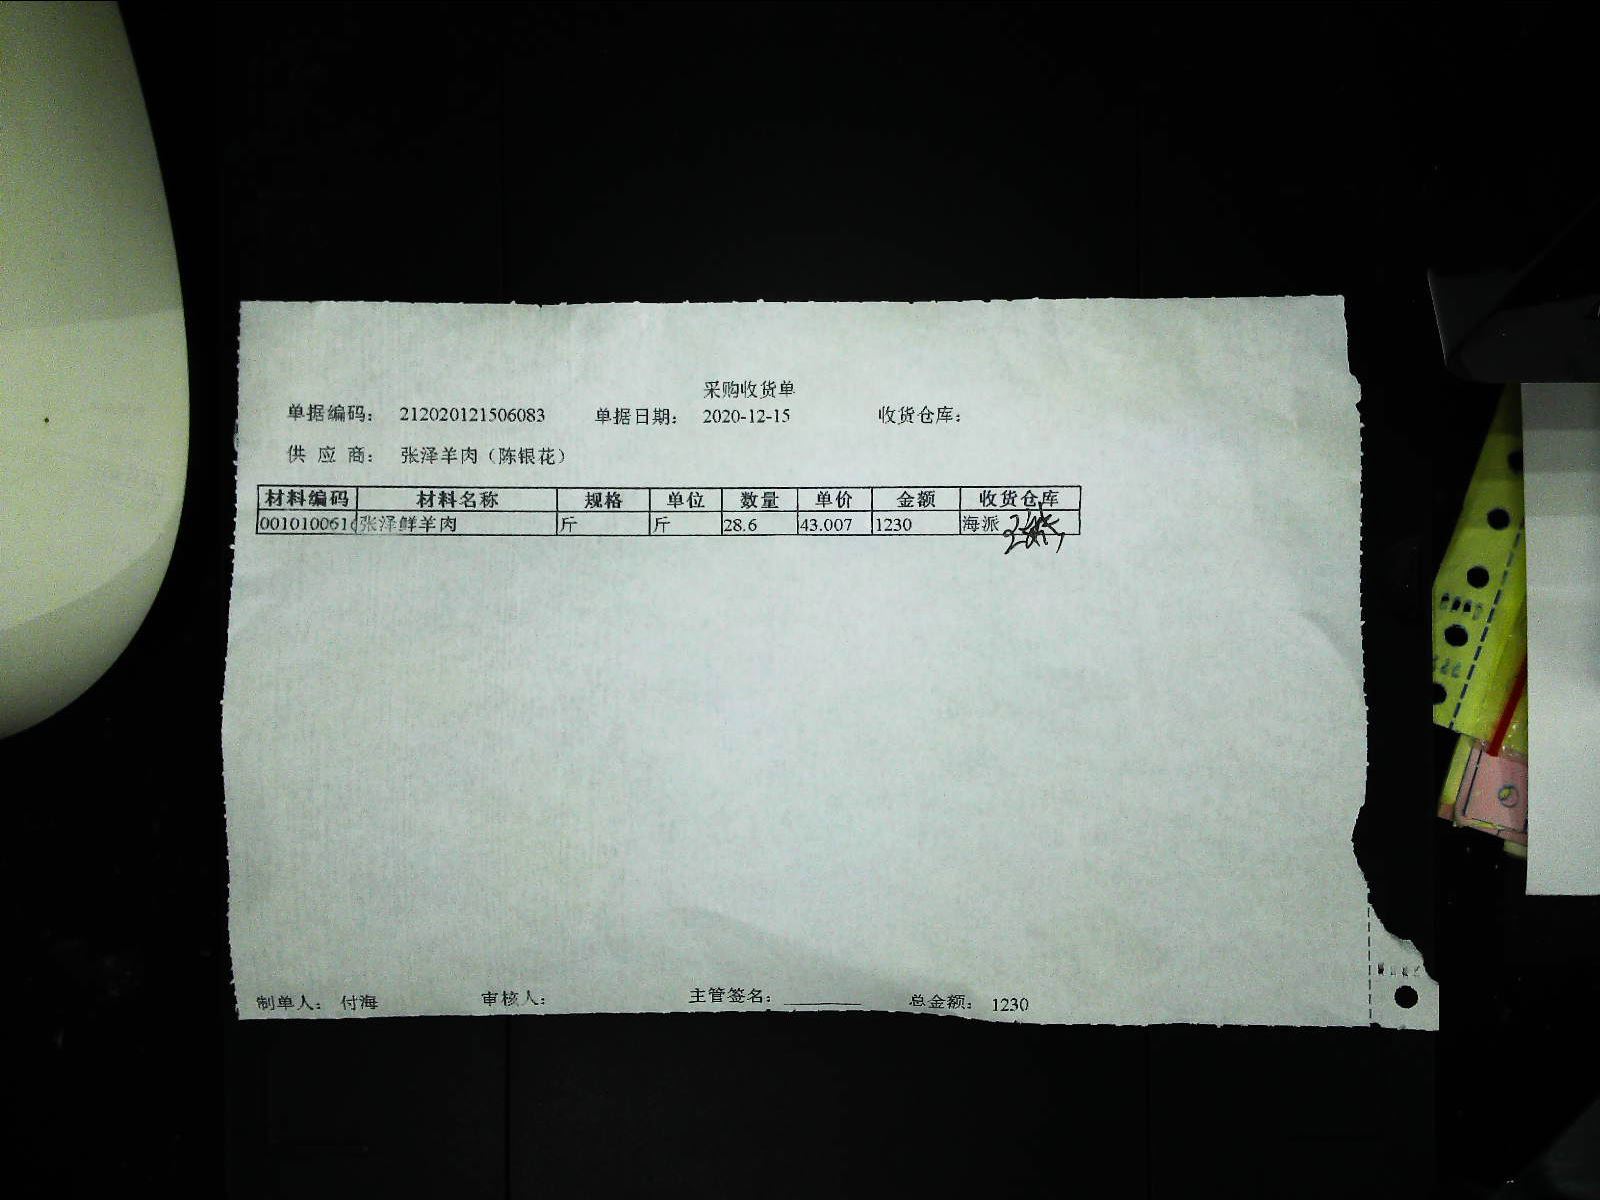 采购收货单
单据编码： 212020121506083 单据日期： 2020-12-15 收货仓库：
供 应 商： 张泽羊肉（陈银花）
材料编码 材料名称 规格 单位 数量 单价 金额 收货仓库
001010061 张泽鲜羊肉 斤 斤 28.6 43.007 1230 海派
制单人： 付海 审核人： 主管签名： ________ 总金额： 1230